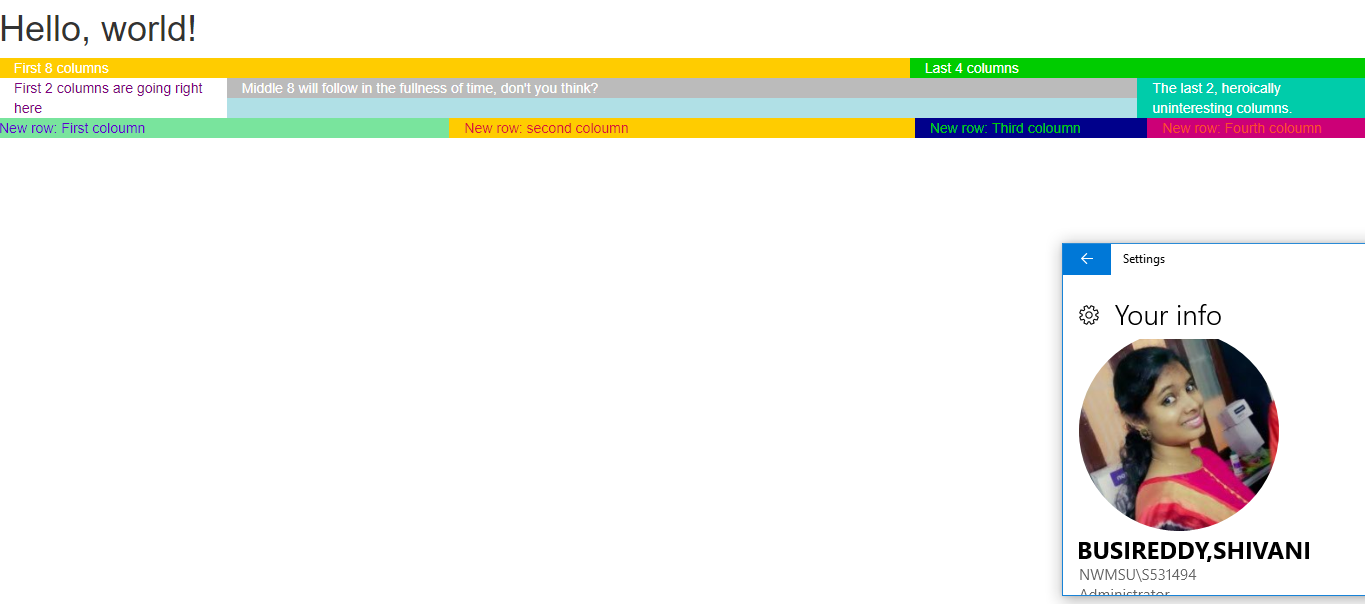 Hello, world!
First 8 columns
Last 4 columns
First 2 columns are going right
here
Middle 8 will follow in the fullness of time, don't you think?
The last 2, heroically
uninteresting columns.
New row: First coloumn
New row: second coloumn
New row: Third coloumn
New row: Fourth coloumn
Settings
Your info
BUSIREDDY,SHIVANI
NWMSU\S531494
Administrator